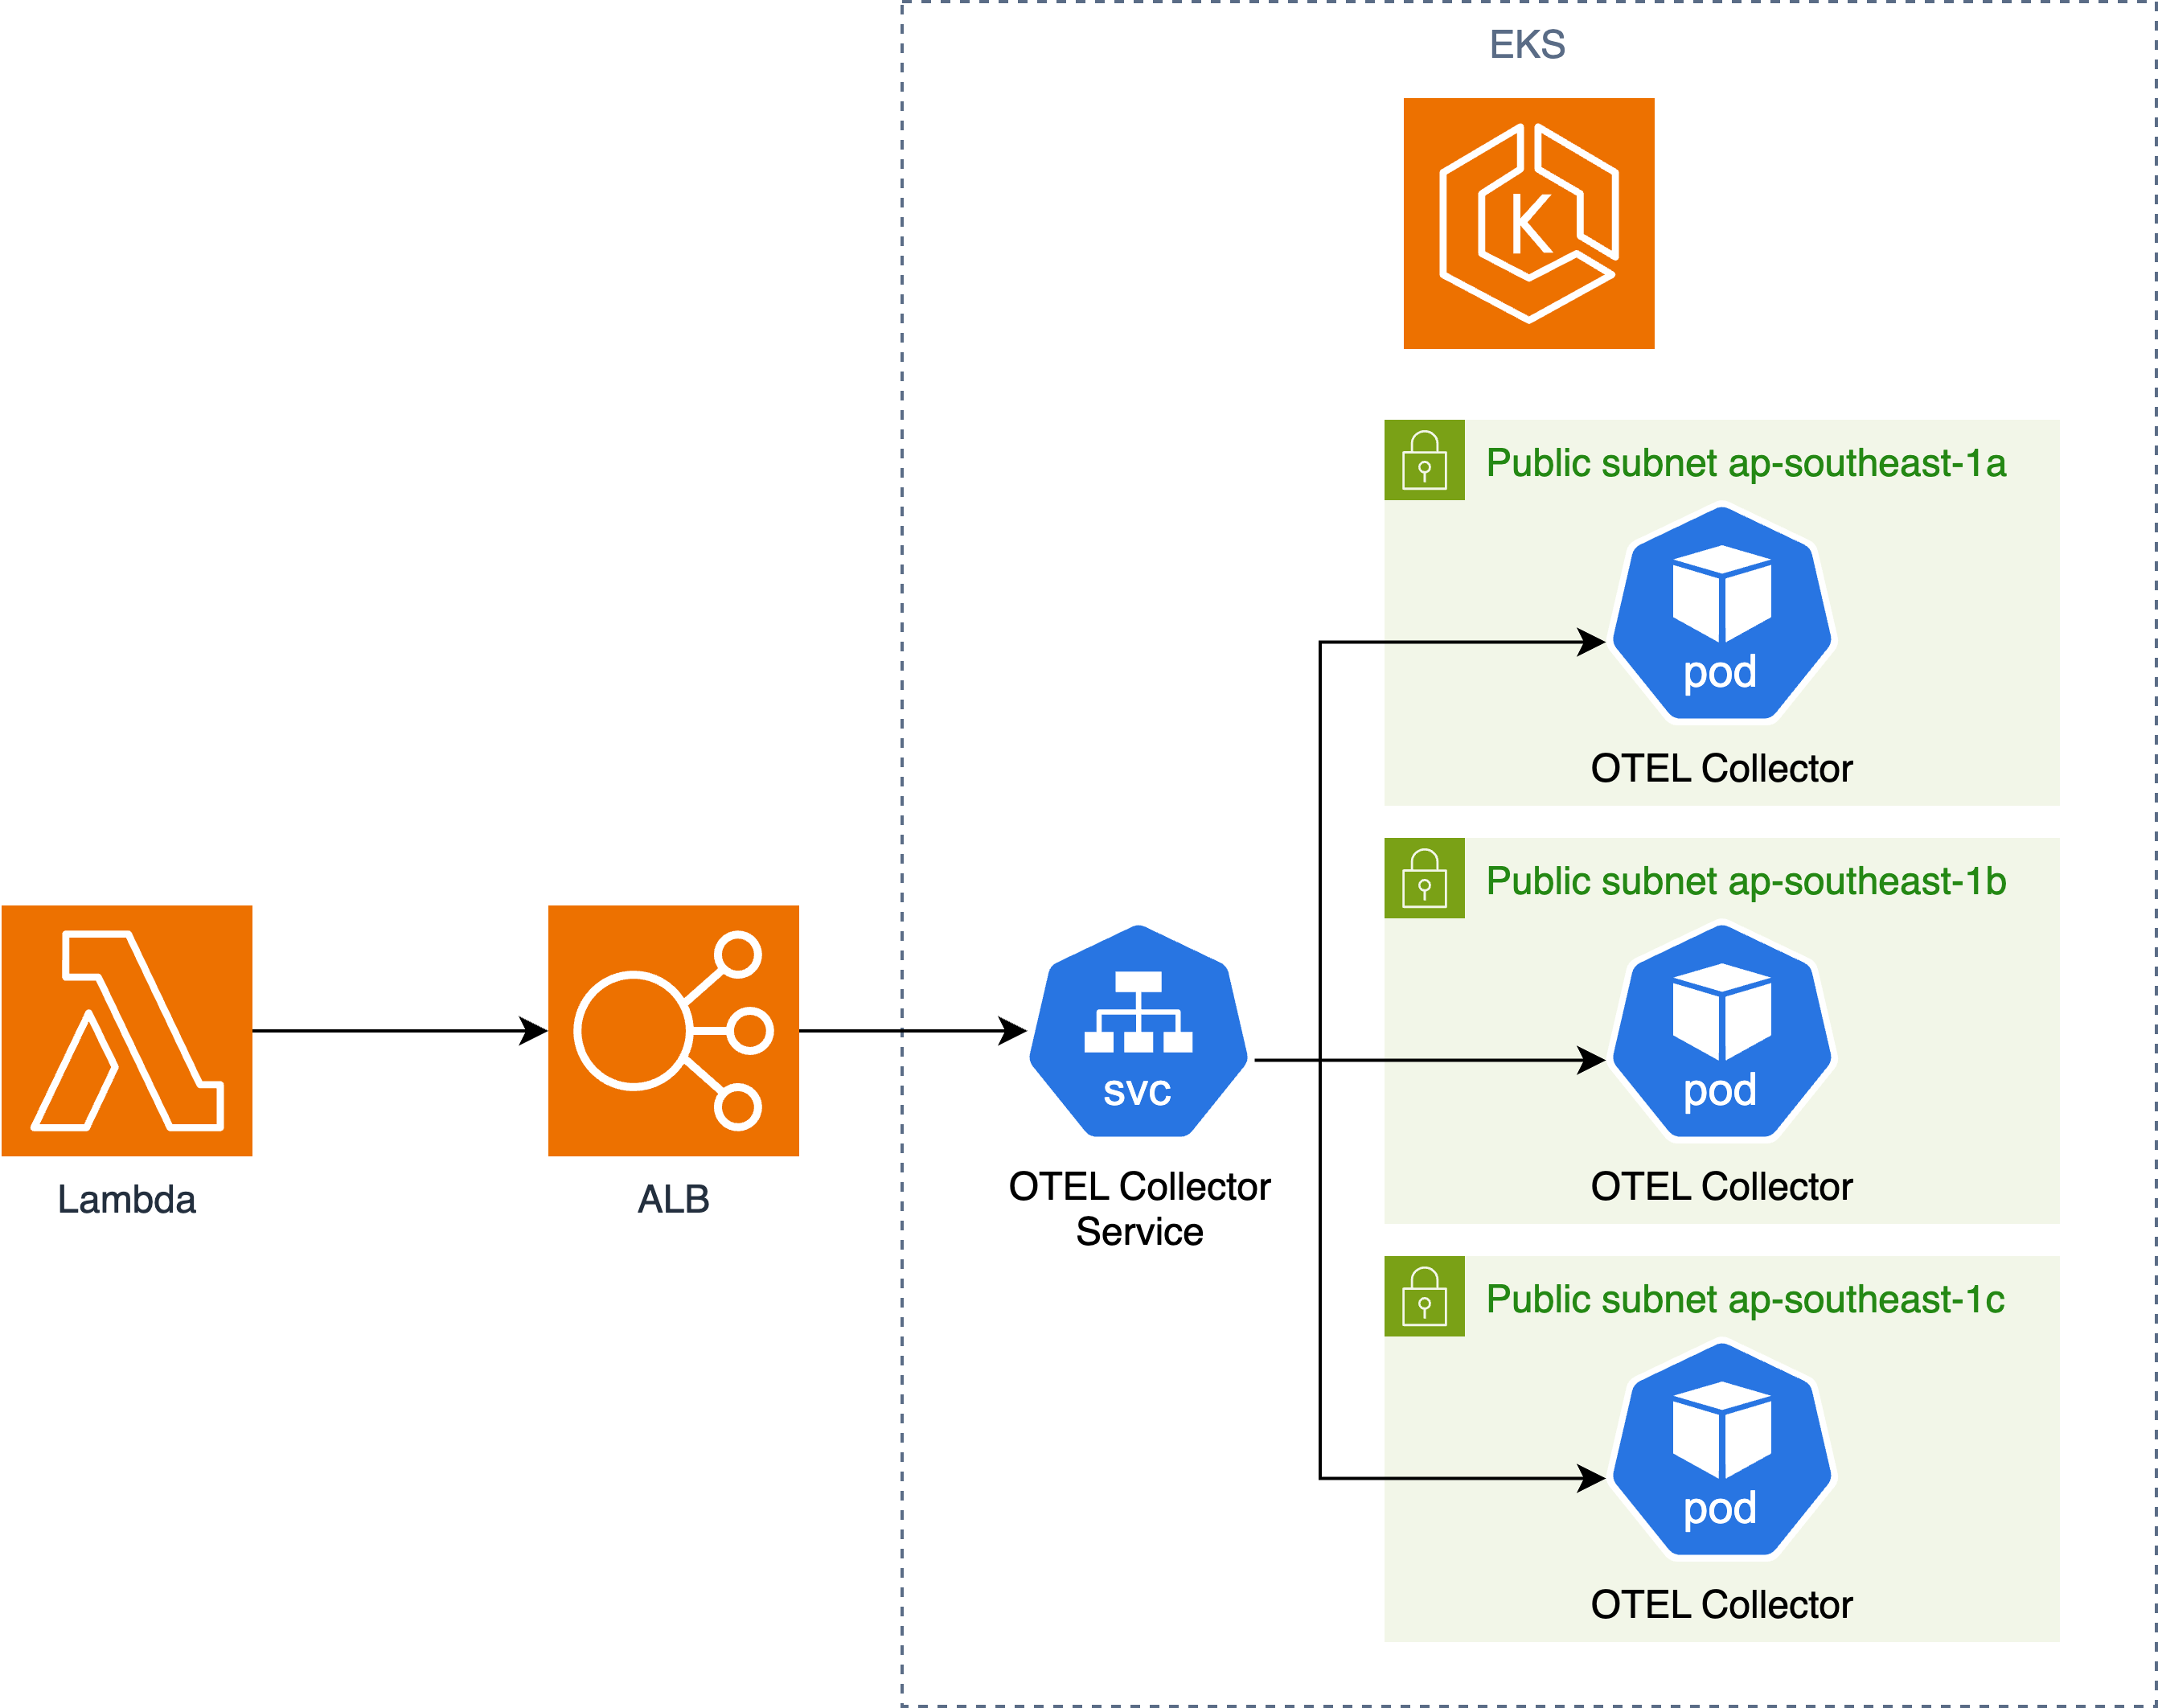 EKS
K
Public subnet ap-southeast-1a
pod
OTEL Collector
Public subnet ap-southeast-1b
pod
OTEL Collector
Lambda
ALB
svc
OTEL Collector
Service
Public subnet ap-southeast-1c
pod
OTEL Collector